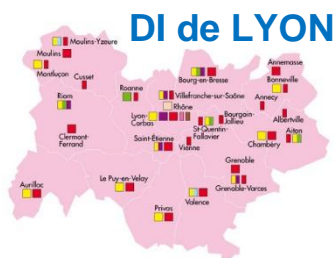 DI de LYON
Moulins-Yzeure
Moulins
Montluçon
Cusset
Riom
Roanne
Bourg-en-Bresse
Annemasse
Bonneville
Villefranche-sur-Saône
Rhône
Annecy
Lyon-
Corbas
Bourgoin-
Jallieu
St-Quentin-
Fallavier
Albertville
Aiton
Clermont-
Ferrand
Saint-Étienne
Vienne
Chambéry
Grenoble
Grenoble-Varces
Aurillac
Le Puy-en-Velay
Valence
Privas